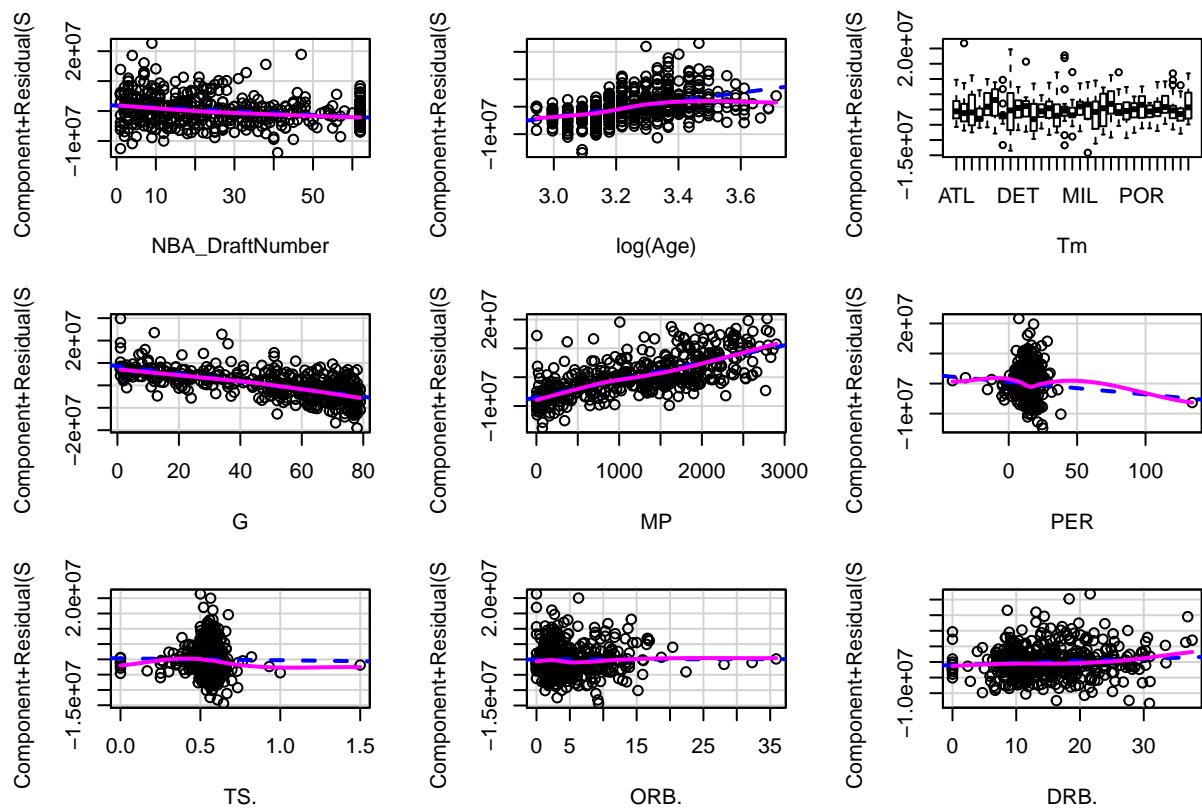 Component+Residual(S
−1e+07
2e+07
0 10 30 50
NBA_DraftNumber
Component+Residual(S
−1e+07
3.0 3.2 3.4 3.6
log(Age)
Component+Residual(S
−1.5e+07
2.0e+07
ATL DET MIL POR
Tm
Component+Residual(S
−2e+07
2e+07
0 20 40 60 80
G
Component+Residual(S
−1e+07
2e+07
0 1000 2000 3000
MP
Component+Residual(S
−1e+07
2e+07
0 50 100
PER
Component+Residual(S
−1.5e+07
2.0e+07
0.0 0.5 1.0 1.5
TS.
Component+Residual(S
−1.5e+07
2.0e+07
0 5 15 25 35
ORB.
Component+Residual(S
−1.0e+07
0 10 20 30
DRB.